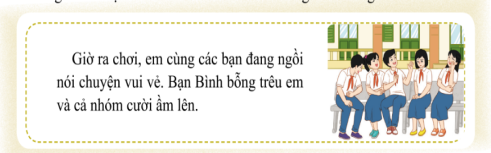 Giờ ra chơi, em cùng các bạn đang ngồi
nói chuyện vui vẻ. Bạn Bình bỗng trêu em
và cả nhóm cười ầm lên.